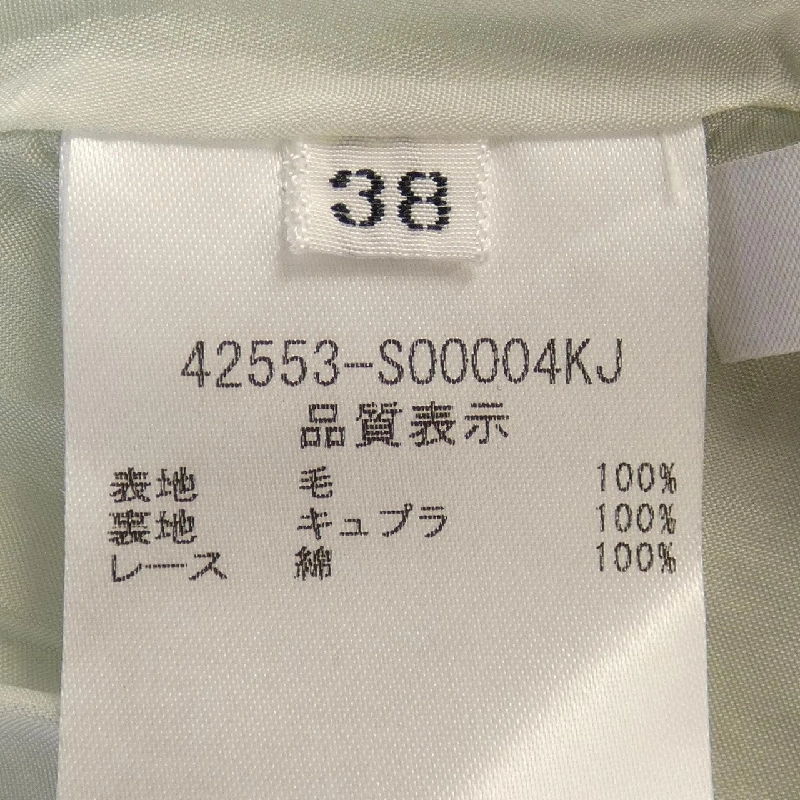 38
42553-S00004KJ
品質表示
表地 毛 100%
裏地 キュプラ 100%
レース 綿 100%